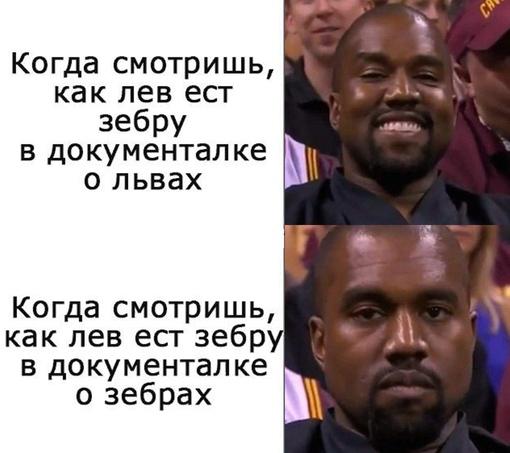 Когда смотришь,
как лев ест
зебру
в документалке
о львах
Когда смотришь,
как лев ест зебру
в документалке
о зебрах